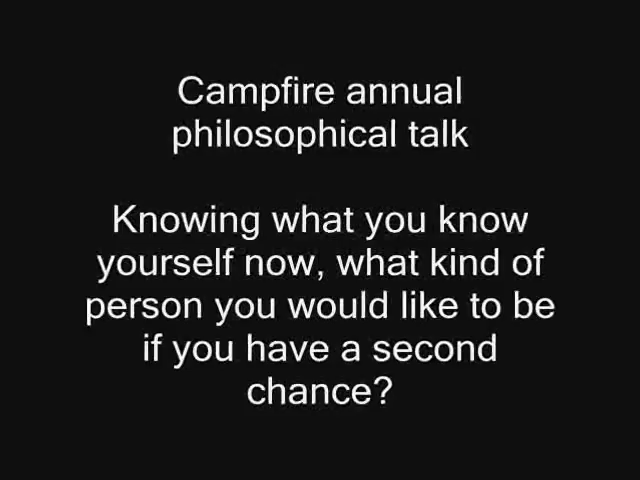 Campfire annual
philosophical talk
Knowing what you know
yourself now, what kind of
person you would like to be
if you have a second
chance?